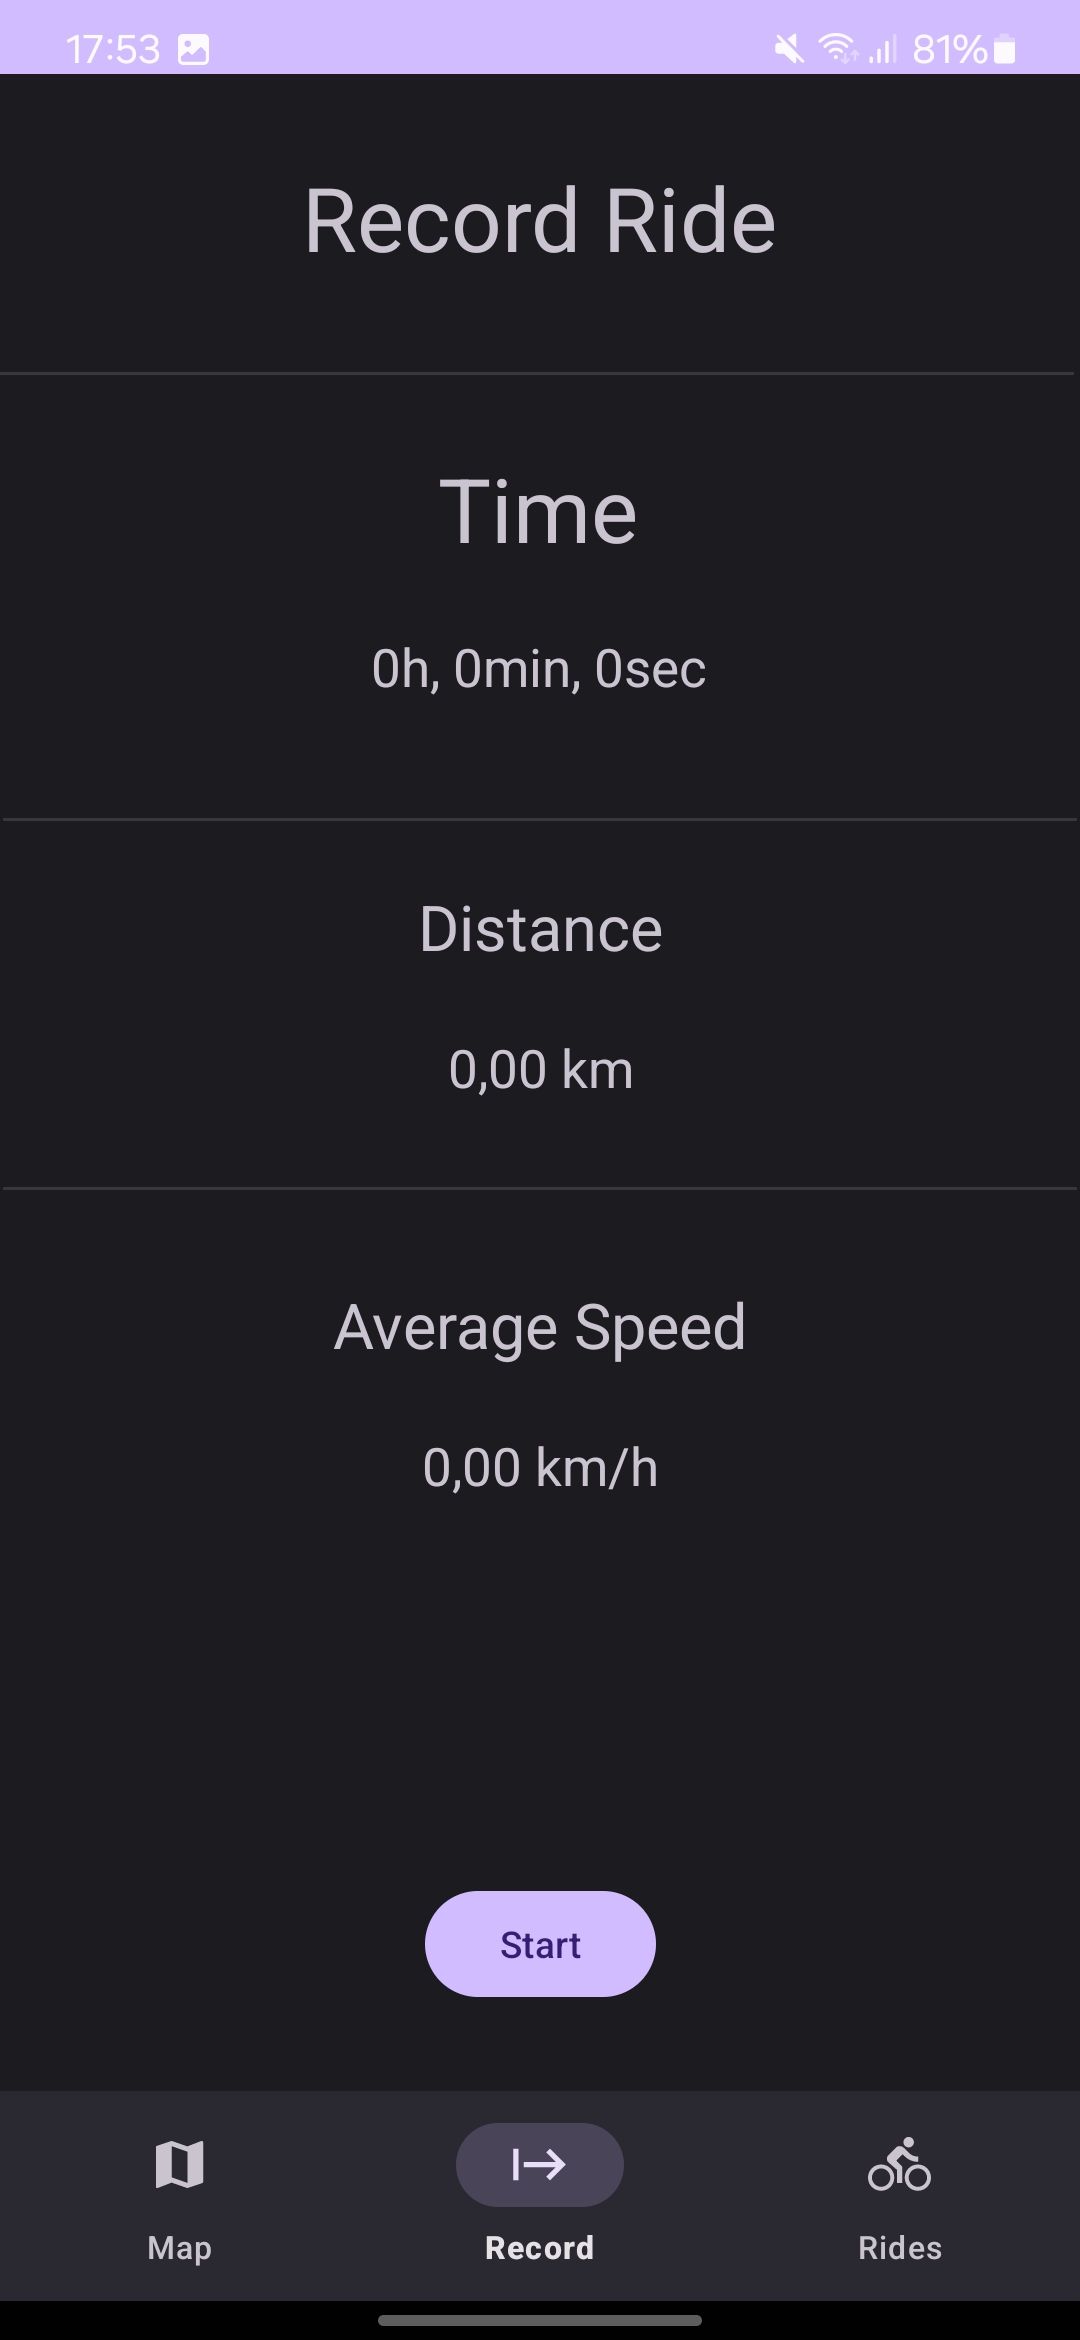 17:53 81%
Record Ride
Time
0h, 0min, 0sec
Distance
0,00 km
Average Speed
0,00 km/h
Start
Map Record Rides